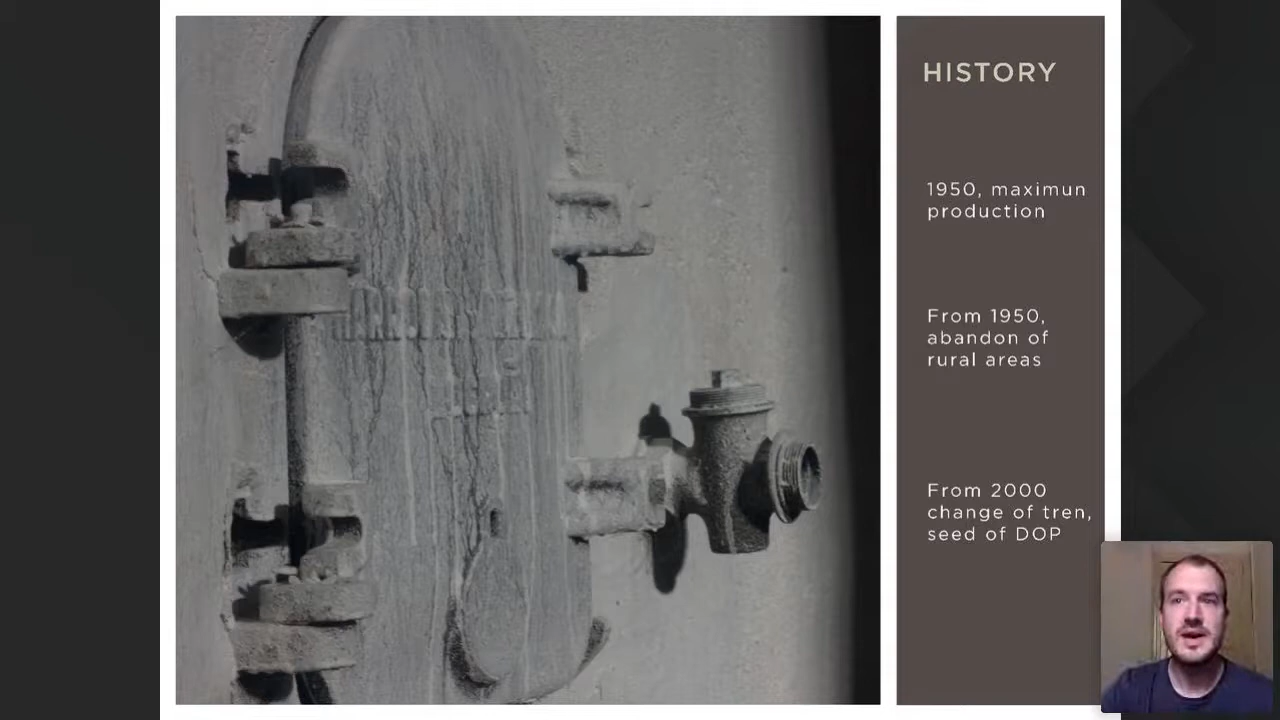 HISTORY
1950, maximun
production
From 1950,
abandon of
rural areas
From 2000
change of tren,
seed of DOP